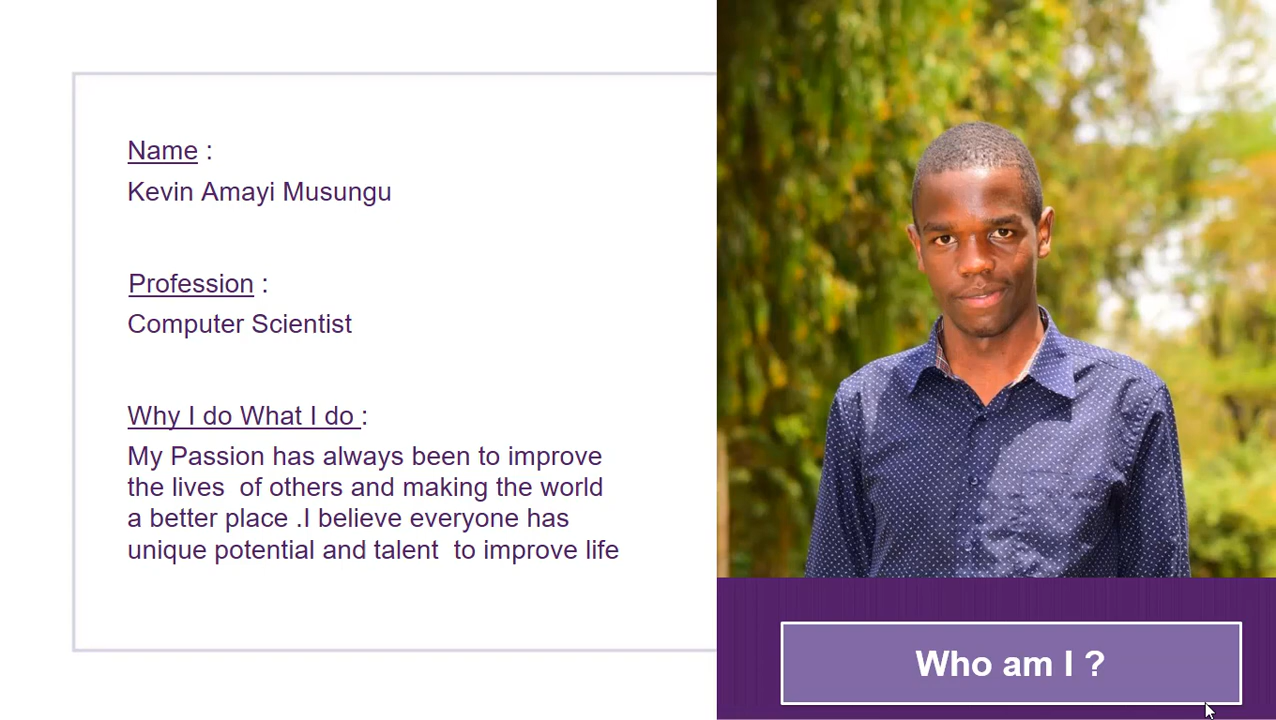 Name :
Kevin Amayi Musungu
Profession :
Computer Scientist
Why I do What I do :
My Passion has always been to improve
the lives  of others and making the world
a better place .I believe everyone has
unique potential and talent  to improve life
Who am I ?